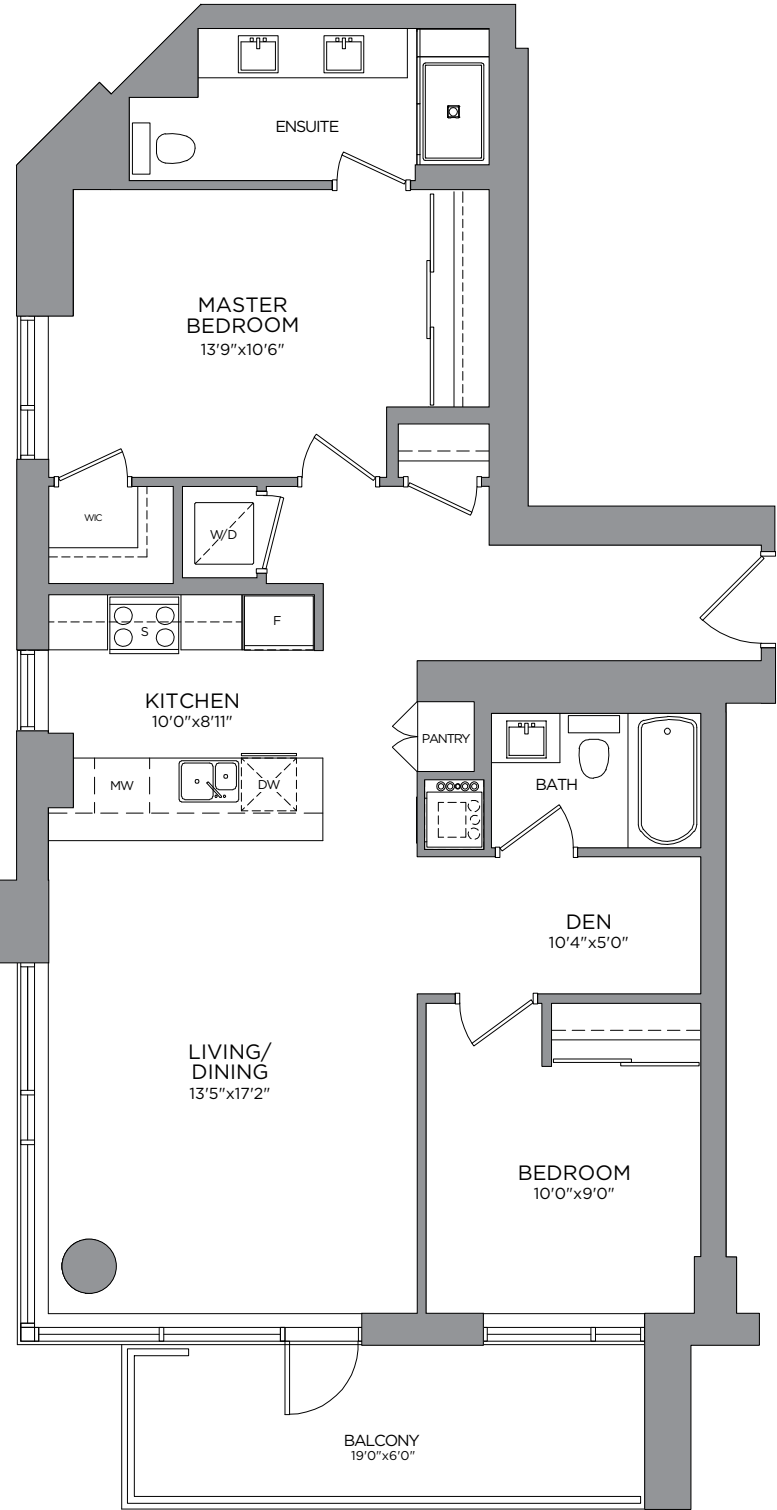 ENSUITE
MASTER
BEDROOM
13'9"x10'6"
WIC
W/D
S
F
KITCHEN
10'0"x8'11"
PANTRY
MW
DW
BATH
DEN
10'4"x5'0"
LIVING/
DINING
13'5"x17'2"
BEDROOM
10'0"x9'0"
BALCONY
19'0"x6'0"